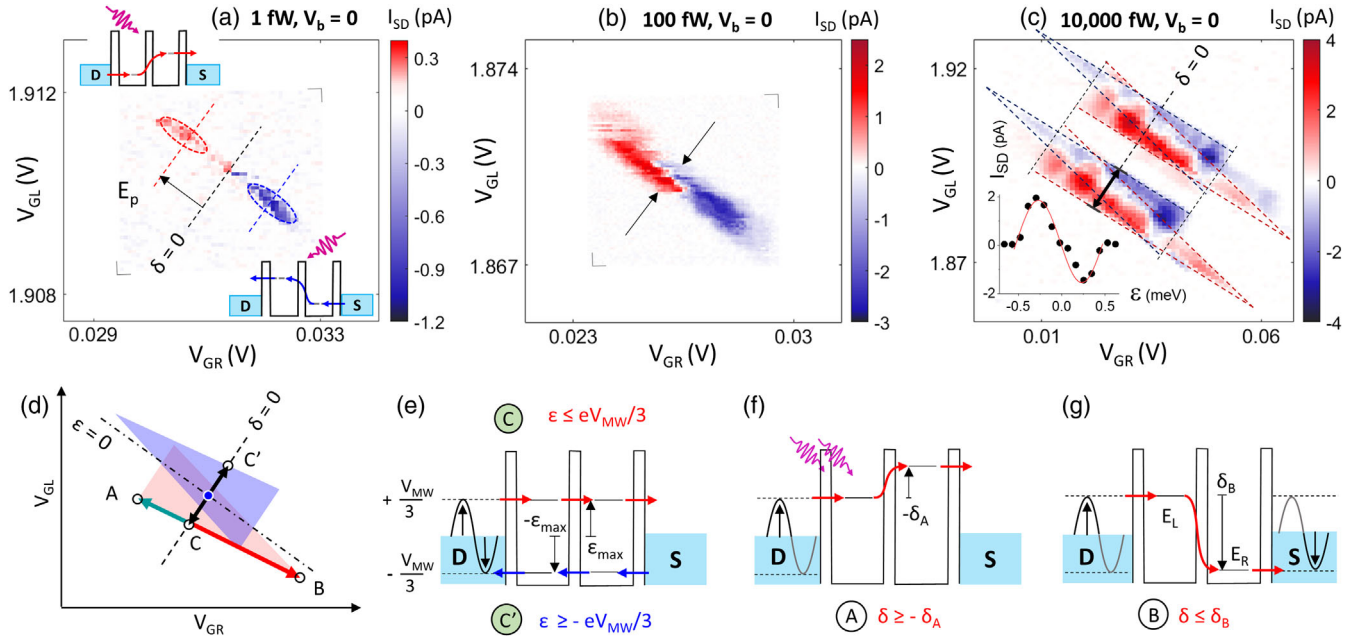 (a) 1 fW, V_b = 0
I_SD (pA)
0.3
0
-0.3
-0.6
-0.9
-1.2
1.912
1.908
V_GL (V)
0.029
0.033
V_GR (V)
D
S
E_p
δ = 0
D
S
(b) 100 fW, V_b = 0
I_SD (pA)
2
1
0
-1
-2
-3
1.874
1.867
V_GL (V)
0.023
0.03
V_GR (V)
(c) 10,000 fW, V_b = 0
I_SD (pA)
4
2
0
-2
-4
1.92
1.87
V_GL (V)
0.01
0.06
V_GR (V)
δ = 0
I_SD (pA)
2
0
2
-0.5
0.0
0.5
ε (meV)
(d)
V_GL
V_GR
ε = 0
δ = 0
A
C
C'
B
(e)
C ε ≤ eV_MW/3
+ V_MW/3
- V_MW/3
D
-ε_max
ε_max
S
C' ε ≥ - eV_MW/3
(f)
D
-δ_A
S
A δ ≥ - δ_A
(g)
D
E_L
δ_B
E_R
S
B δ ≤ δ_B